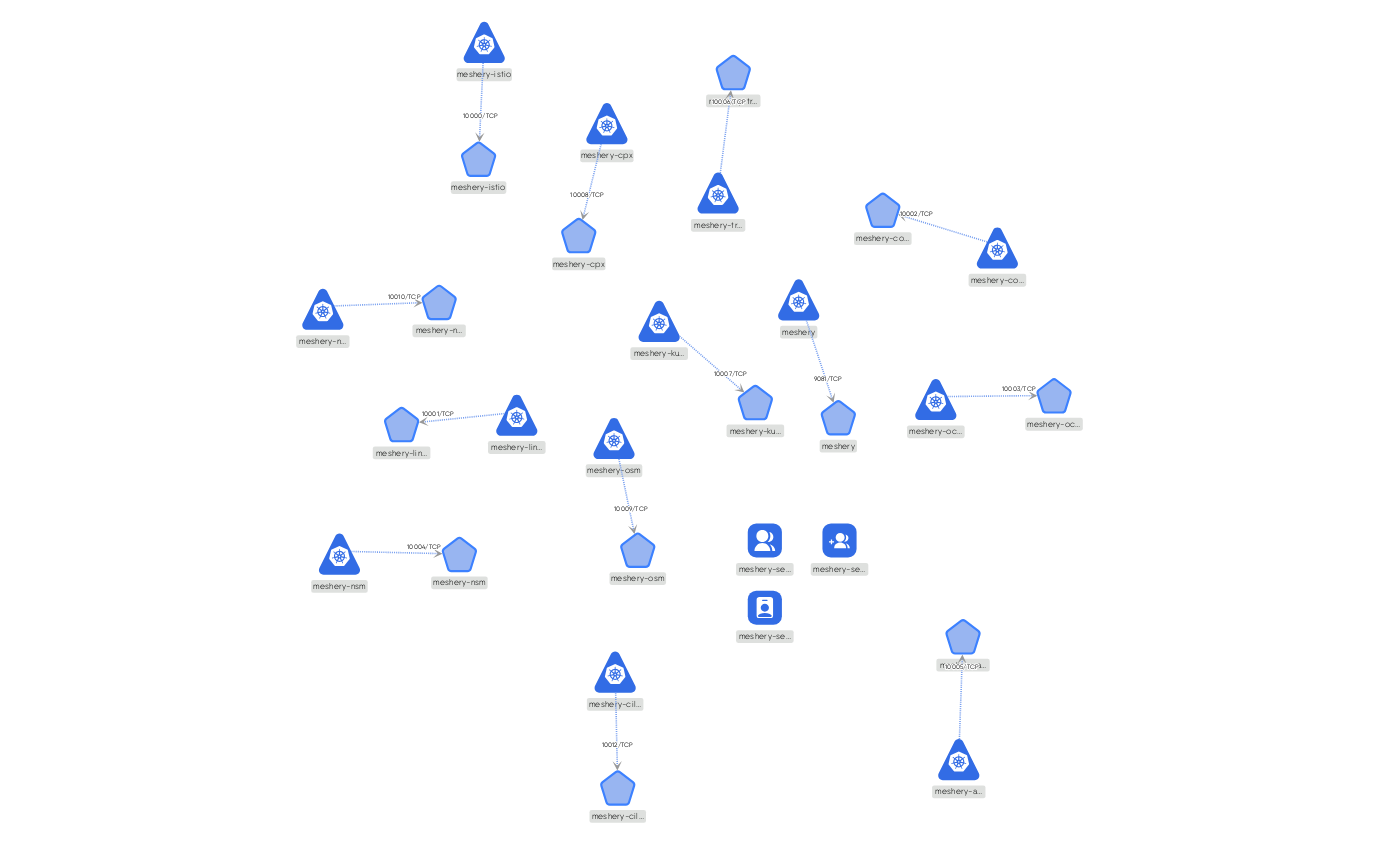 meshery-istio
10000/TCP
meshery-istio
meshery-cpx
10008/TCP
meshery-cpx
10006/TCP
meshery-tr...
10002/TCP
meshery-co...
meshery-co...
10010/TCP
meshery-n...
meshery-n...
meshery-ku...
10007/TCP
meshery-ku...
meshery
9081/TCP
meshery
10003/TCP
meshery-oc...
meshery-oc...
10001/TCP
meshery-lin...
meshery-lin...
meshery-osm
10009/TCP
meshery-osm
10004/TCP
meshery-nsm
meshery-nsm
meshery-se...
meshery-se...
meshery-se...
meshery-cil...
10012/TCP
meshery-cil...
10005/TCP
meshery-a...